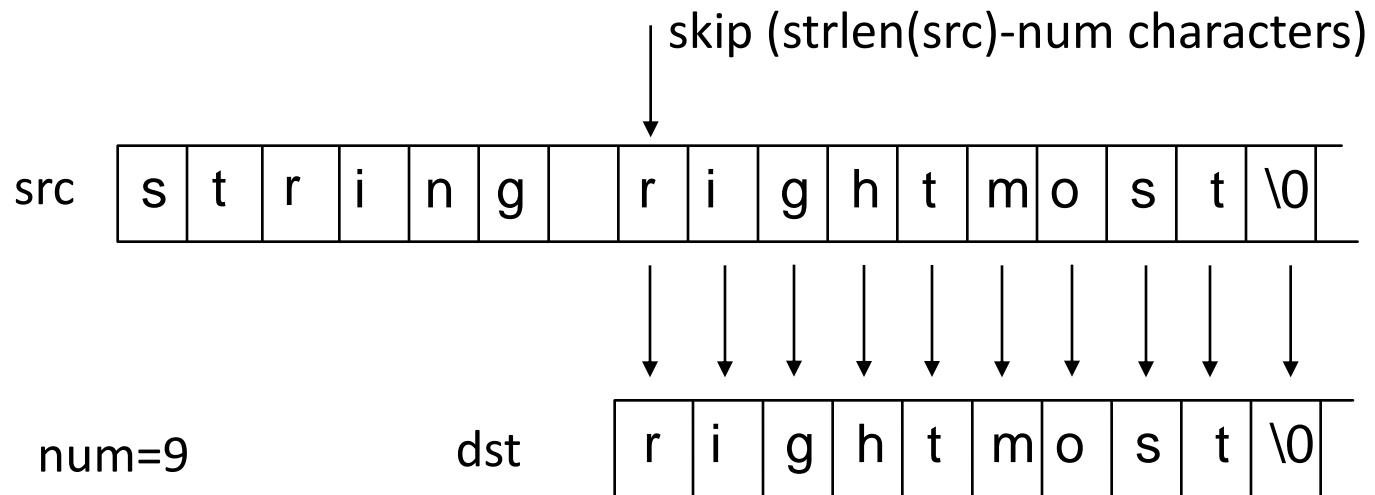 skip (strlen(src)-num characters)
src s t r i n g r i g h t m o s t \0
num=9 dst r i g h t m o s t \0